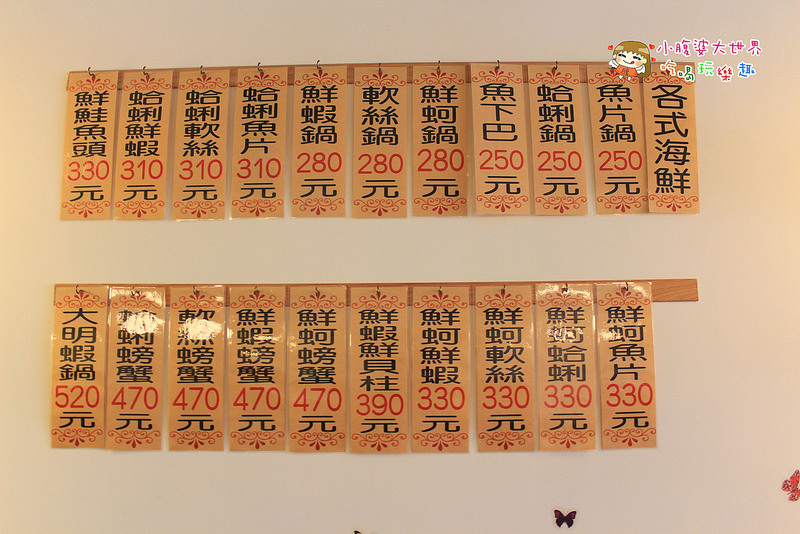 小腹婆大世界
吃喝玩樂趣
各式海鮮
魚片鍋250元
蛤蜊鍋250元
魚下巴250元
鮮蚵鍋280元
軟絲鍋280元
鮮蝦鍋280元
蛤蜊魚片310元
蛤蜊軟絲310元
蛤蜊鮮蝦310元
鮮鮭魚頭330元
鮮蚵魚片330元
鮮蚵蛤蜊330元
鮮蚵軟絲330元
鮮蚵鮮蝦330元
鮮蝦鮮貝柱390元
鮮蚵螃蟹470元
鮮蝦螃蟹470元
軟絲螃蟹470元
蛤蜊螃蟹470元
大明蝦鍋520元